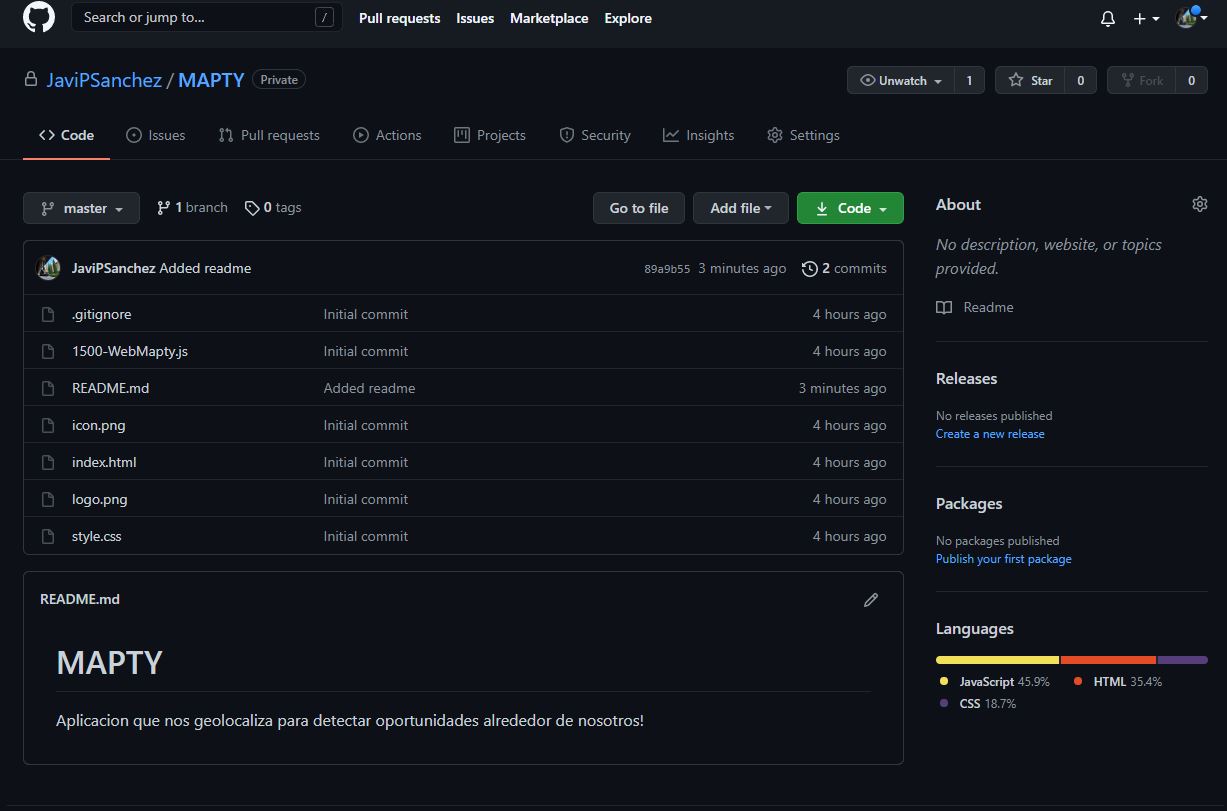 Search or jump to... /
Pull requests Issues Marketplace Explore
JaviPSanchez / MAPTY Private
Unwatch 1 Star 0 Fork 0
Code Issues Pull requests Actions Projects Security Insights Settings
master 1 branch 0 tags Go to file Add file Code
JaviPSanchez Added readme 89a9b55 3 minutes ago 2 commits
.gitignore Initial commit 4 hours ago
1500-WebMapty.js Initial commit 4 hours ago
README.md Added readme 3 minutes ago
icon.png Initial commit 4 hours ago
index.html Initial commit 4 hours ago
logo.png Initial commit 4 hours ago
style.css Initial commit 4 hours ago
README.md
MAPTY
Aplicacion que nos geolocaliza para detectar oportunidades alrededor de nosotros!
About
No description, website, or topics
provided.
Readme
Releases
No releases published
Create a new release
Packages
No packages published
Publish your first package
Languages
JavaScript 45.9% HTML 35.4%
CSS 18.7%